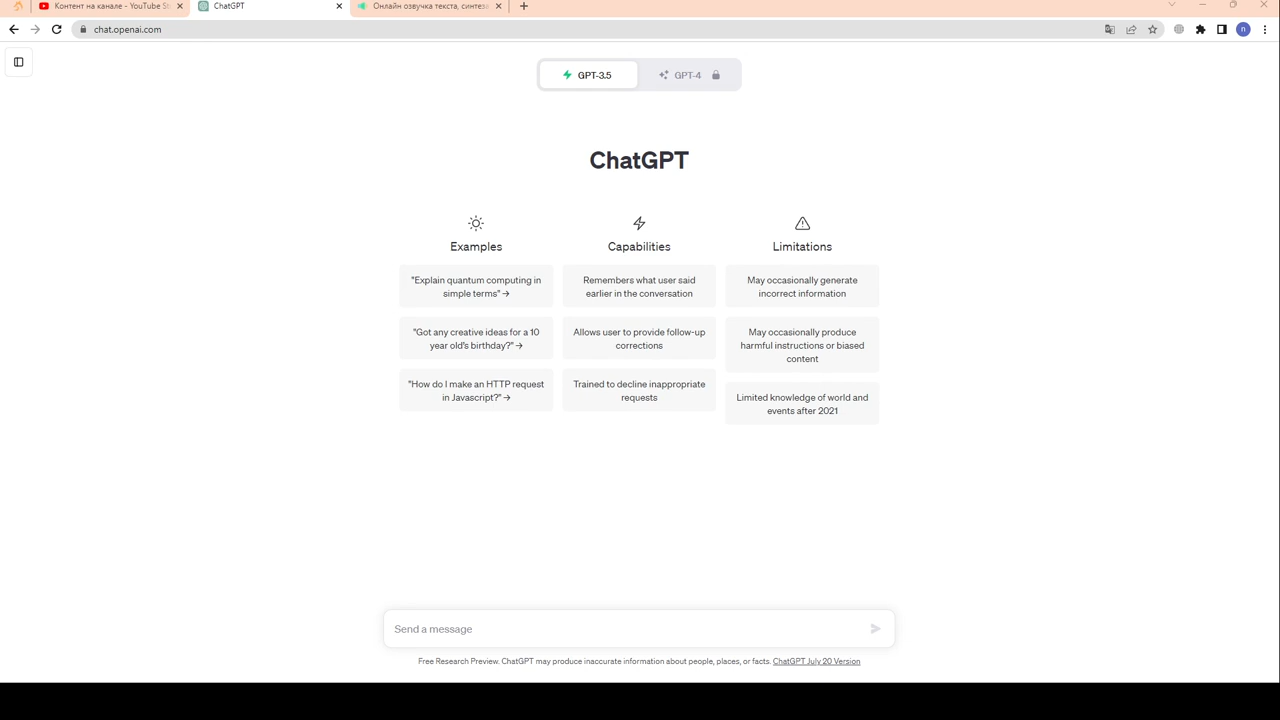 Контент на канале - YouTube St
ChatGPT
Онлайн озвучка текста, синтеза
chat.openai.com
n
GPT-3.5
GPT-4
ChatGPT
Examples
Capabilities
Limitations
"Explain quantum computing in
simple terms" →
Remembers what user said
earlier in the conversation
May occasionally generate
incorrect information
"Got any creative ideas for a 10
year old's birthday?" →
Allows user to provide follow-up
corrections
May occasionally produce
harmful instructions or biased
content
"How do I make an HTTP request
in Javascript?" →
Trained to decline inappropriate
requests
Limited knowledge of world and
events after 2021
Send a message
Free Research Preview. ChatGPT may produce inaccurate information about people, places, or facts. ChatGPT July 20 Version